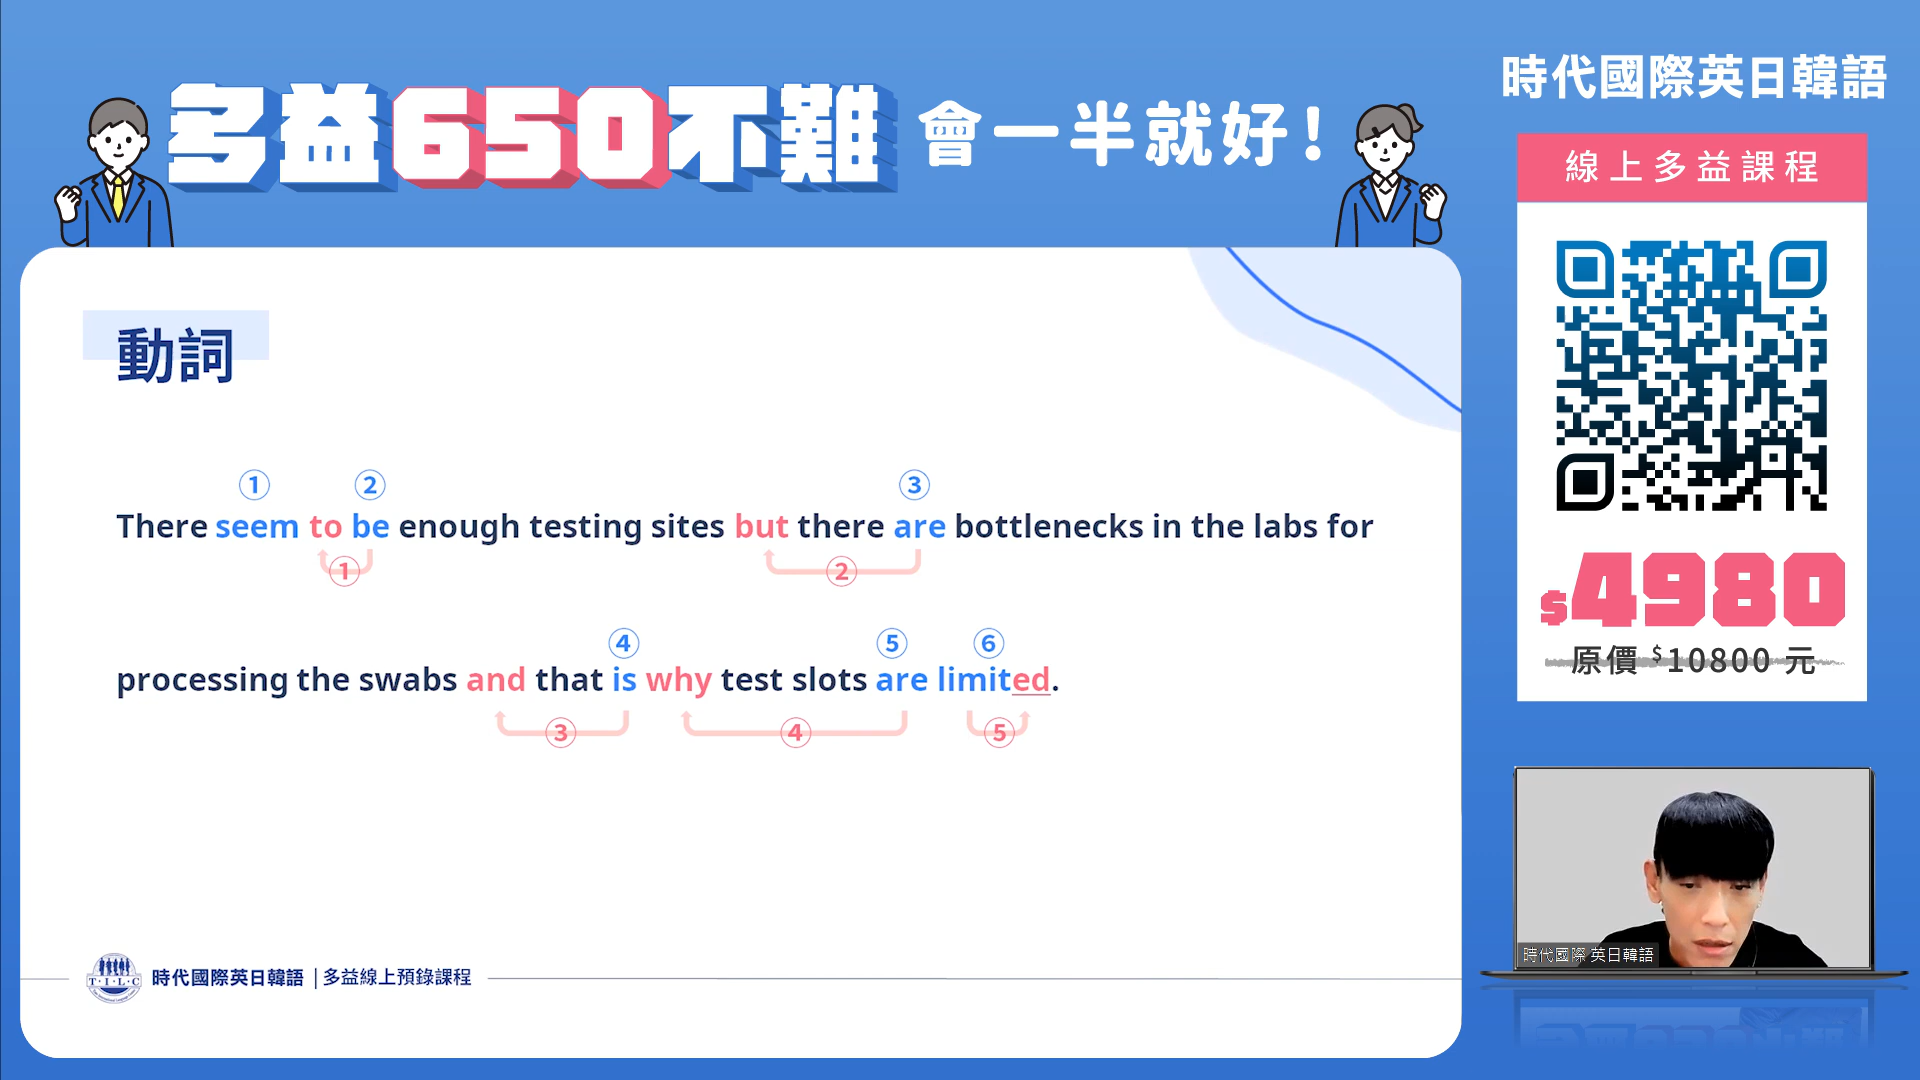 多益650不難 會一半就好!
時代國際英日韓語
線上多益課程
$4980
原價 $10800 元
動詞
① ② ③
There seem to be enough testing sites but there are bottlenecks in the labs for
① ②
④ ⑤ ⑥
processing the swabs and that is why test slots are limited.
③ ④ ⑤
T·I·L·C
時代國際英日韓語 | 多益線上預錄課程
時代國際 英日韓語